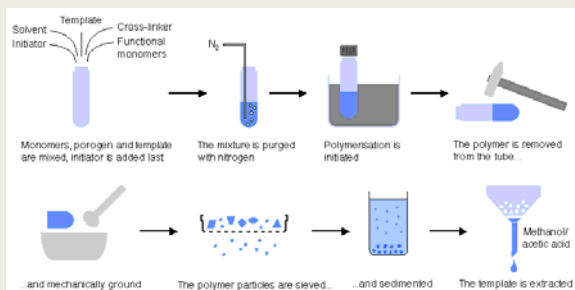 Template
Solvent
Cross-linker
Initiator
Functional
monomers
Monomers, porogen and template
are mixed, initiator is added last
N₂
The mixture is purged
with nitrogen
Polymerisation is
initiated
The polymer is removed
from the tube...
...and mechanically ground
The polymer particles are sieved...
...and sedimented
Methanol/
acetic acid
The template is extracted